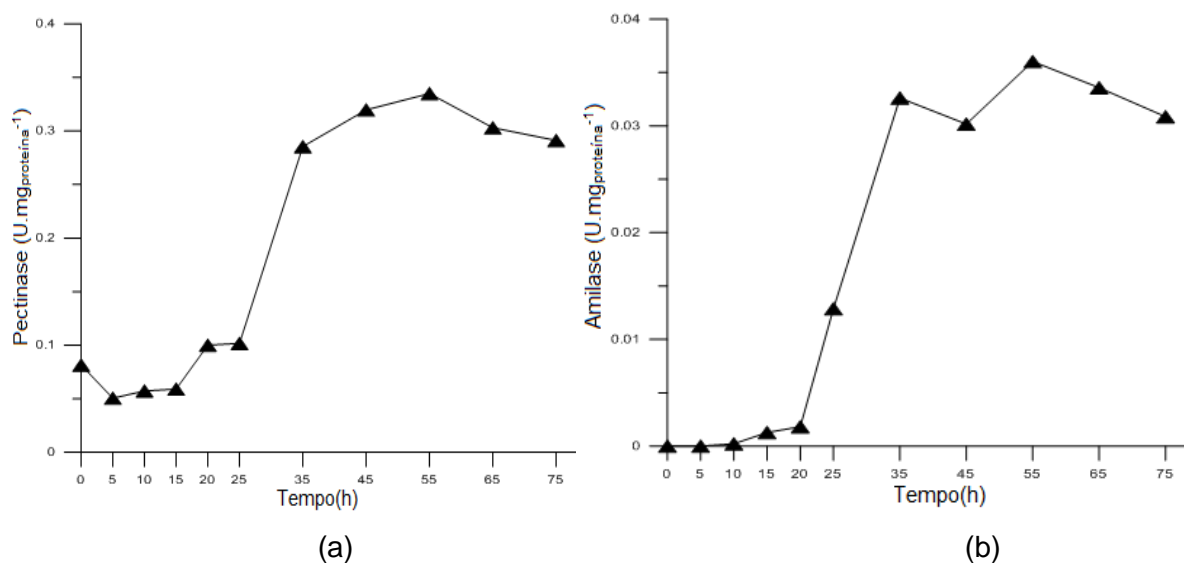 0.4
0.3
0.2
0.1
0
Pectinase (U.mgproteína-1)
0 5 10 15 20 25 35 45 55 65 75
Tempo(h)
(a)
0.04
0.03
0.02
0.01
0
Amilase (U.mgproteína-1)
0 5 10 15 20 25 35 45 55 65 75
Tempo(h)
(b)